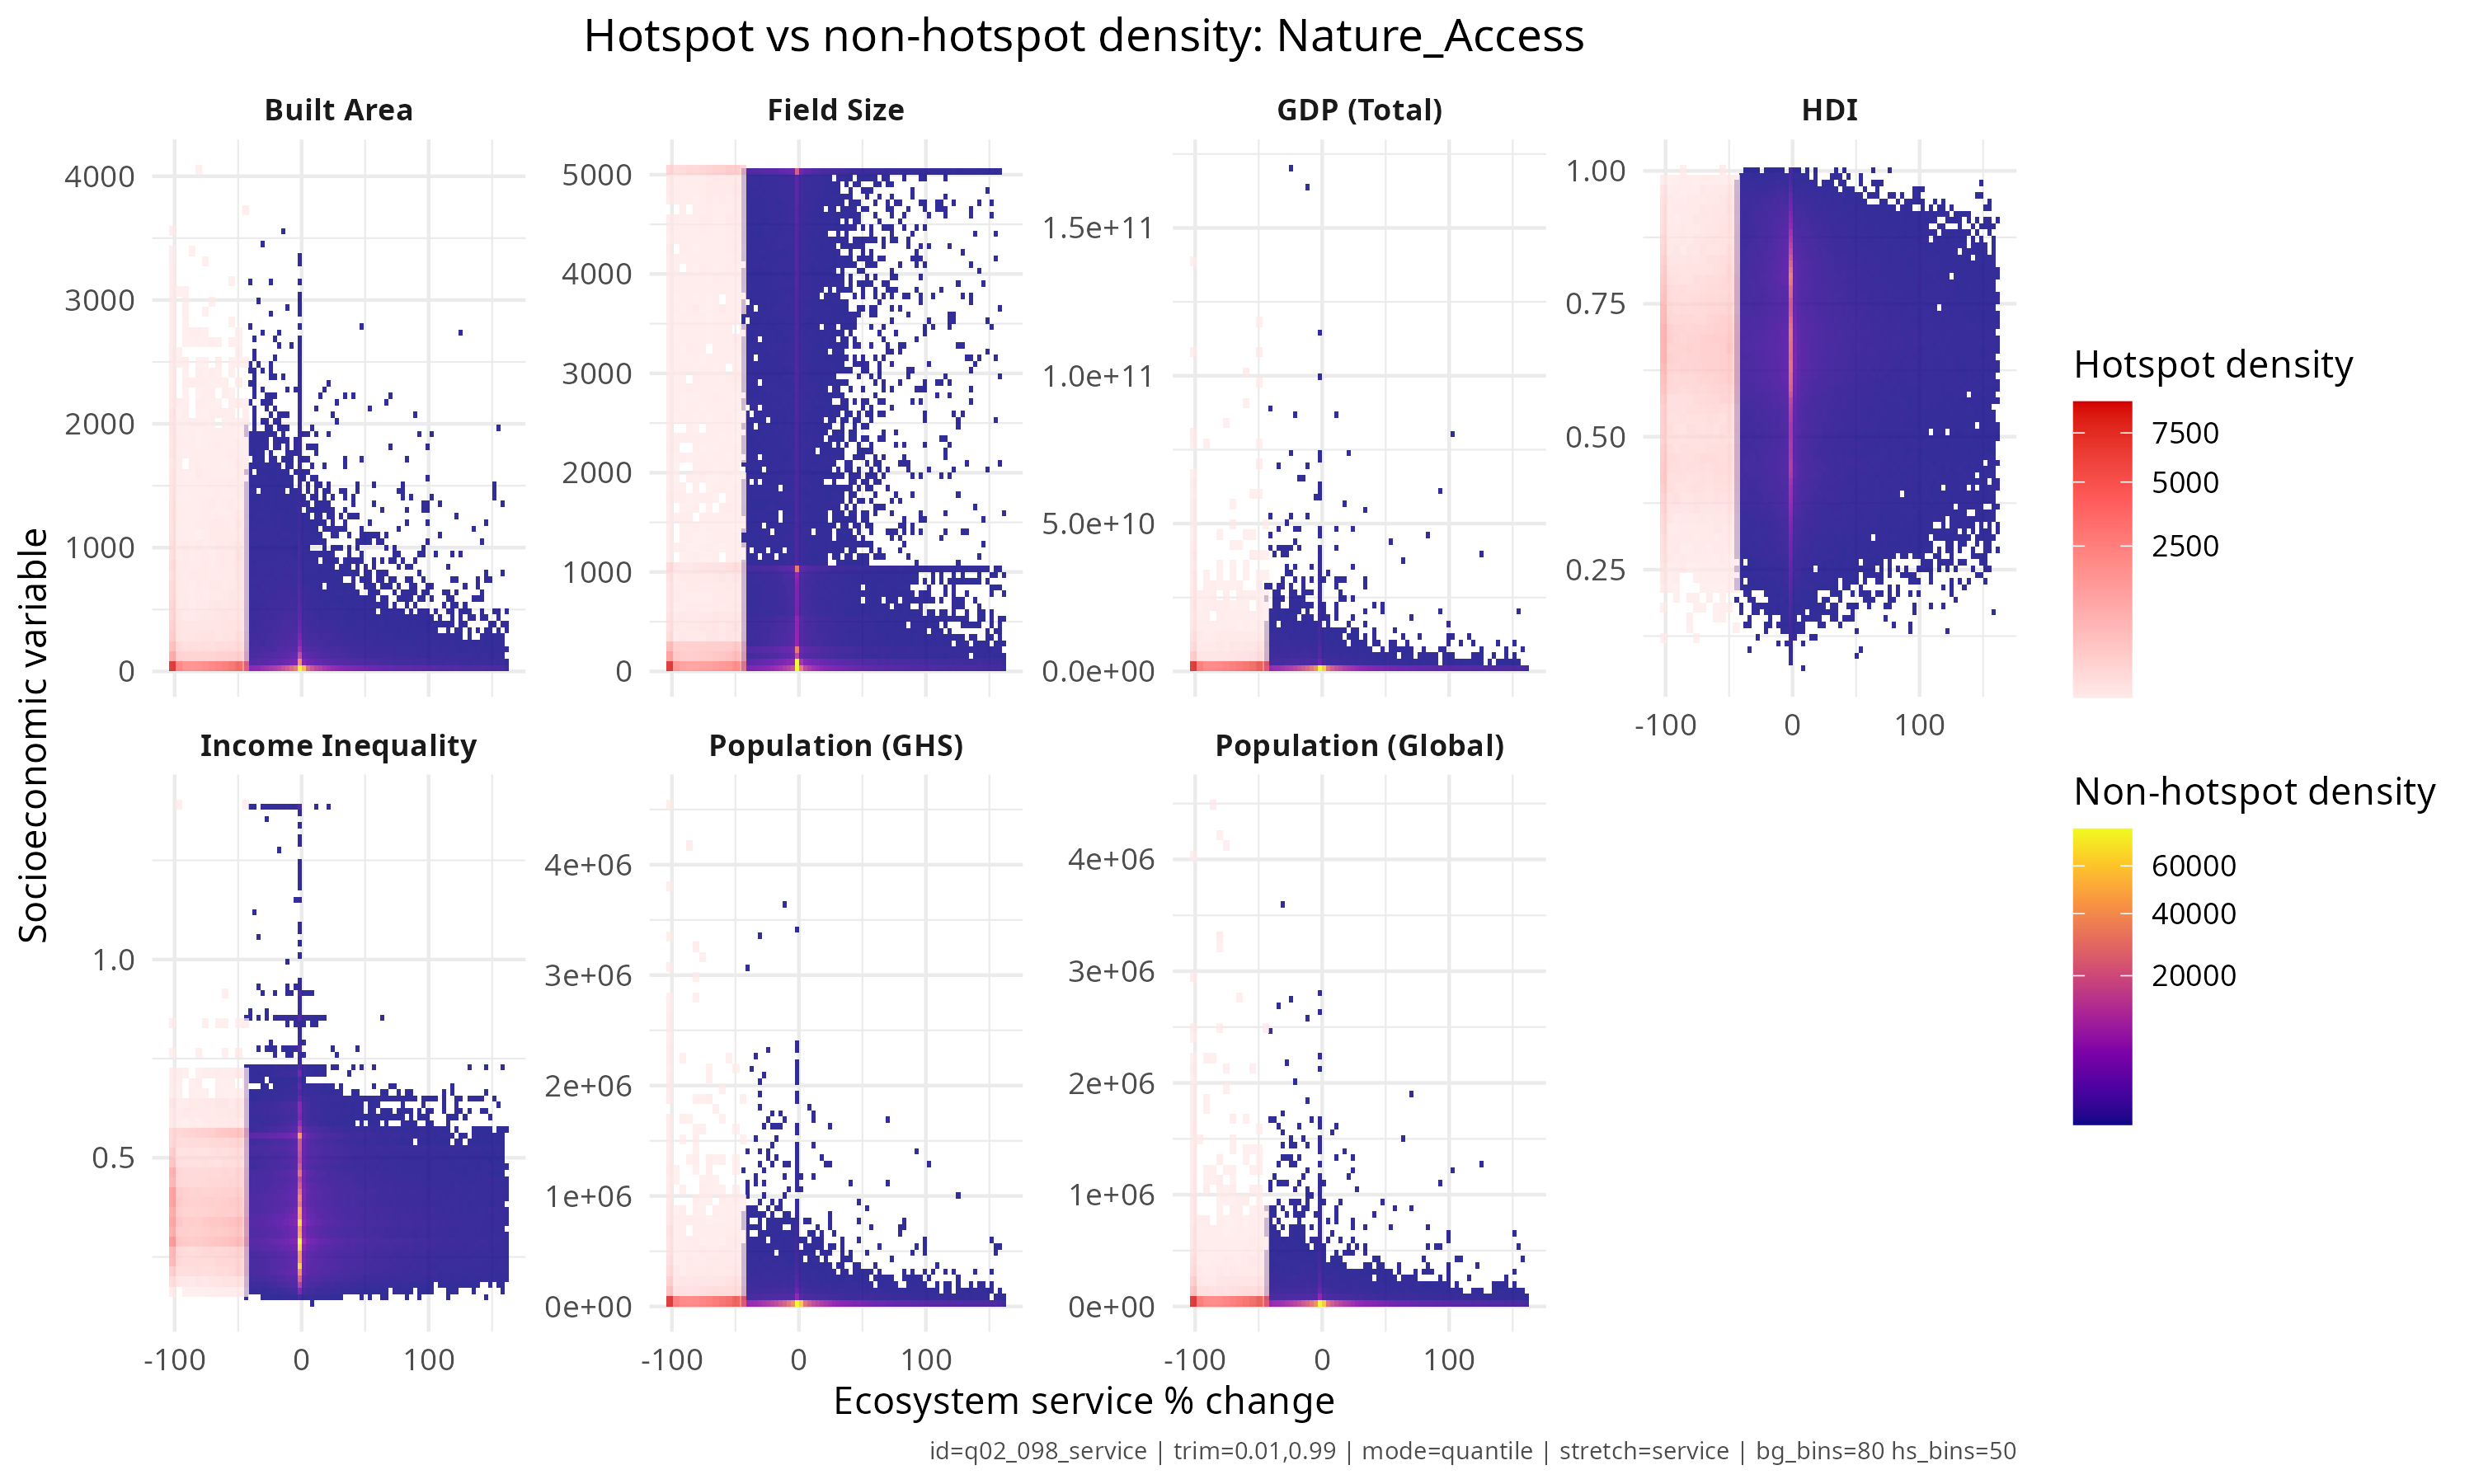 Hotspot vs non-hotspot density: Nature_Access
Built Area
Field Size
GDP (Total)
HDI
4000
3000
2000
1000
0
5000
4000
3000
2000
1000
0
1.5e+11
1.0e+11
5.0e+10
0.0e+00
1.00
0.75
0.50
0.25
-100 0 100
Socioeconomic variable
Income Inequality
Population (GHS)
Population (Global)
1.0
0.5
4e+06
3e+06
2e+06
1e+06
0e+00
4e+06
3e+06
2e+06
1e+06
0e+00
-100 0 100
-100 0 100
-100 0 100
Ecosystem service % change
Hotspot density
7500
5000
2500
Non-hotspot density
60000
40000
20000
id=q02_098_service | trim=0.01,0.99 | mode=quantile | stretch=service | bg_bins=80 hs_bins=50